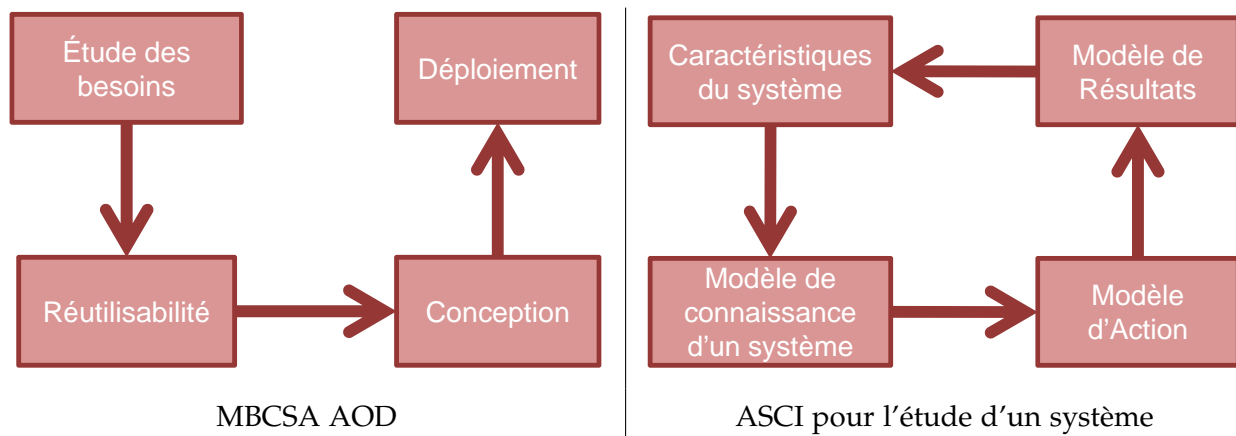 Étude des
besoins
Déploiement
Réutilisabilité
Conception
MBCSA AOD
Caractéristiques
du système
Modèle de
Résultats
Modèle de
connaissance
d'un système
Modèle
d'Action
ASCI pour l'étude d'un système